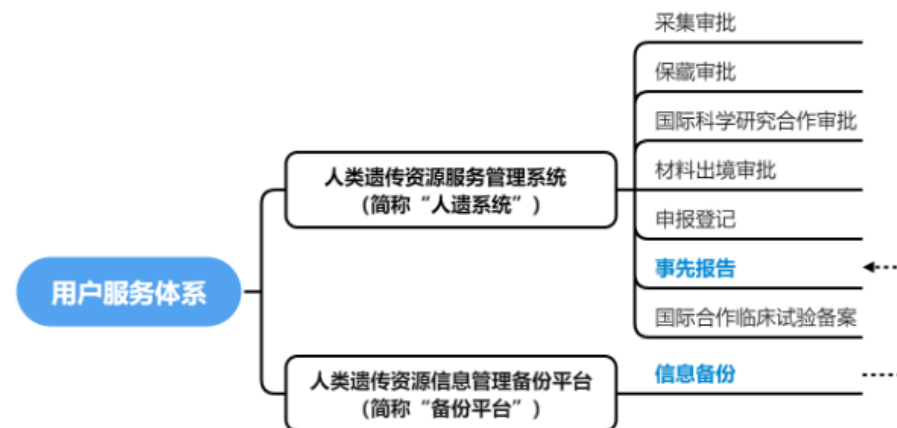 采集审批
保藏审批
国际科学研究合作审批
材料出境审批
申报登记
事先报告
国际合作临床试验备案
人类遗传资源服务管理系统
(简称“人遗系统”)
用户服务体系
人类遗传资源信息管理备份平台
(简称“备份平台”)
信息备份